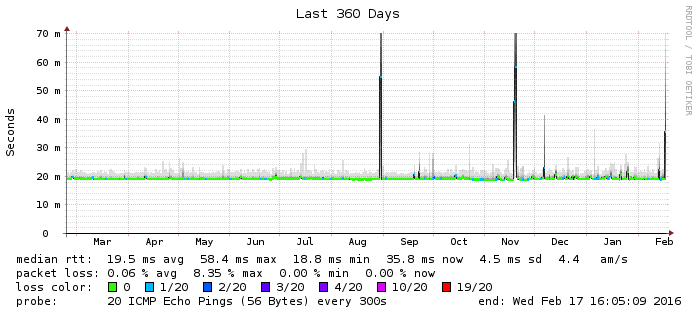 Last 360 Days
RRDTOOL / TOBI OETIKER
Seconds
70 m
60 m
50 m
40 m
30 m
20 m
10 m
0
Mar Apr May Jun Jul Aug Sep Oct Nov Dec Jan Feb
median rtt: 19.5 ms avg 58.4 ms max 18.8 ms min 35.8 ms now 4.5 ms sd 4.4 am/s
packet loss: 0.06 % avg 8.35 % max 0.00 % min 0.00 % now
loss color: 0 1/20 2/20 3/20 4/20 10/20 19/20
probe: 20 ICMP Echo Pings (56 Bytes) every 300s end: Wed Feb 17 16:05:09 2016